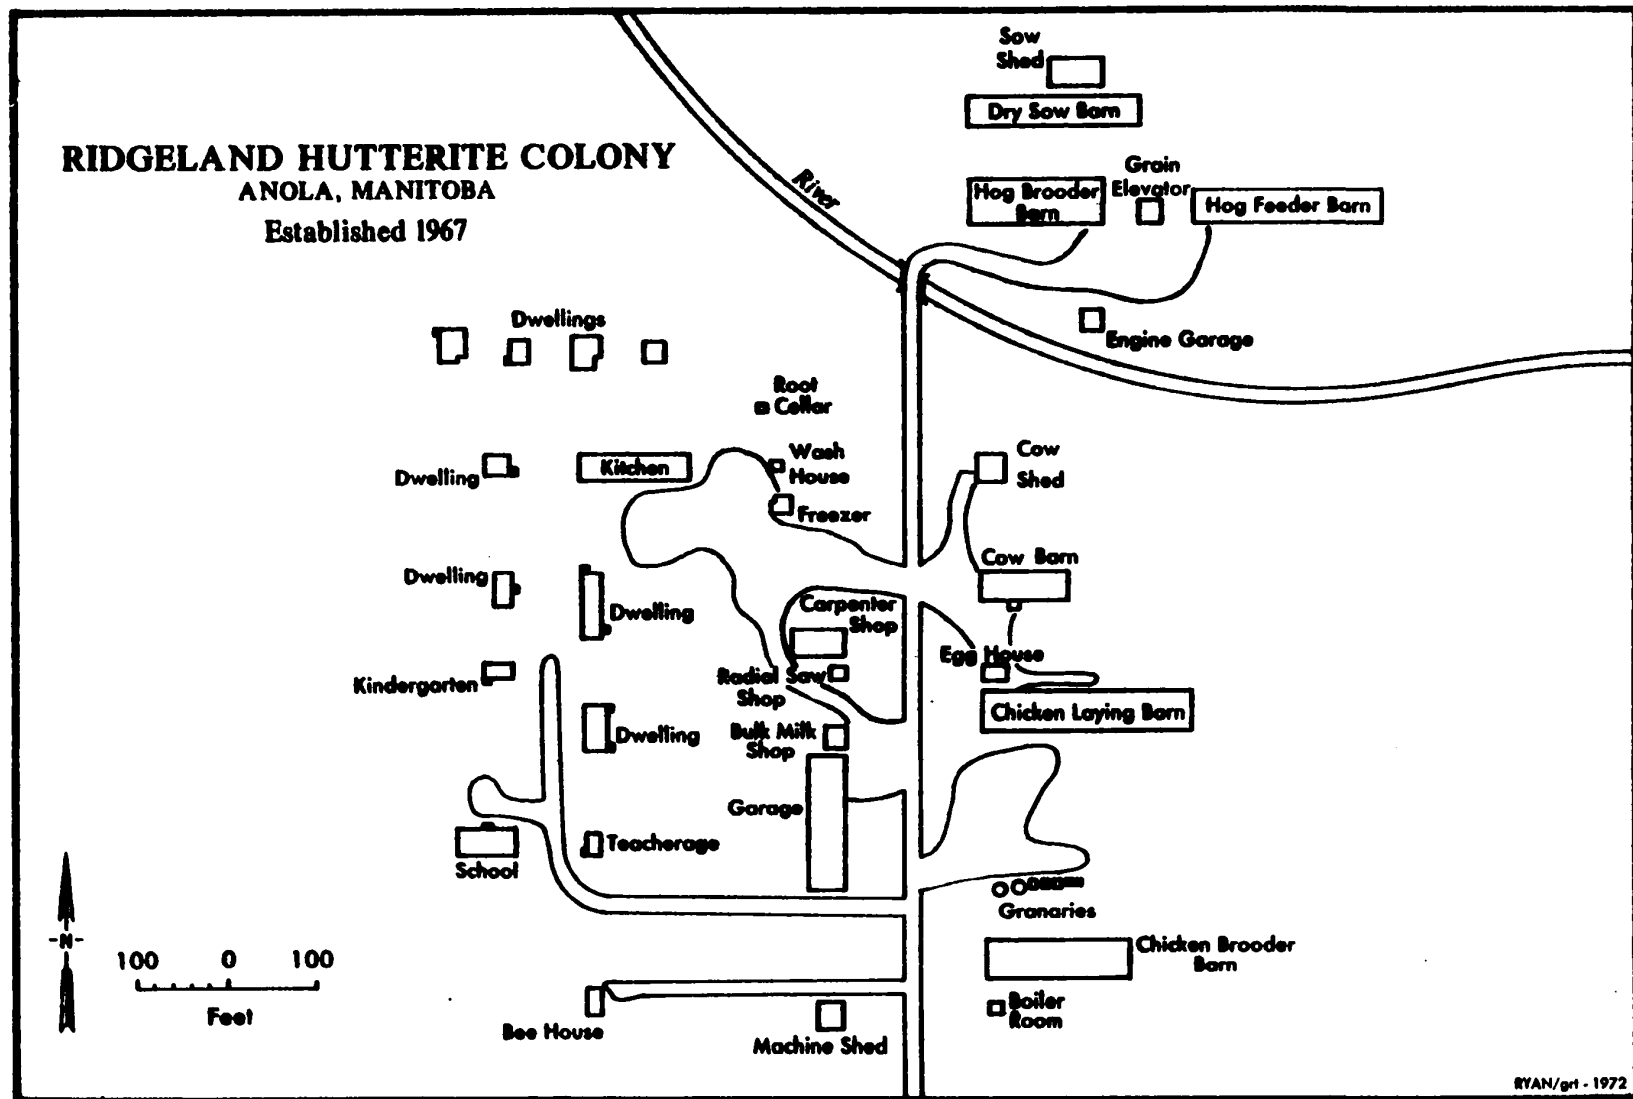 RIDGELAND HUTTERITE COLONY
ANOLA, MANITOBA
Established 1967
River
Sow
Shed
Dry Sow Barn
Hog Brooder
Barn
Grain
Elevator
Hog Feeder Barn
Engine Garage
Dwellings
Root
Cellar
Dwelling
Kitchen
Wash
House
Freezer
Cow
Shed
Cow Barn
Dwelling
Dwelling
Carpenter
Shop
Egg House
Kindergarten
Radial Saw
Shop
Chicken Laying Barn
Dwelling
Bulk Milk
Shop
Garage
Teacherage
School
Granaries
-N-
100 0 100
Feet
Chicken Brooder
Barn
Bee House
Machine Shed
Boiler
Room
RYAN/grt - 1972